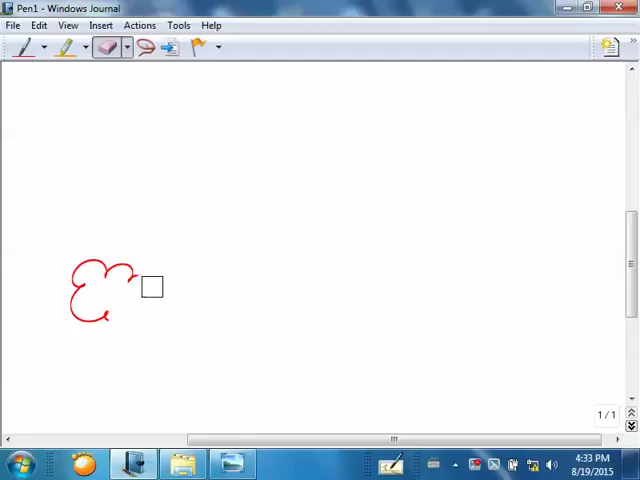 Pen1 - Windows Journal
File Edit View Insert Actions Tools Help
1 / 1
4:33 PM
8/19/2015